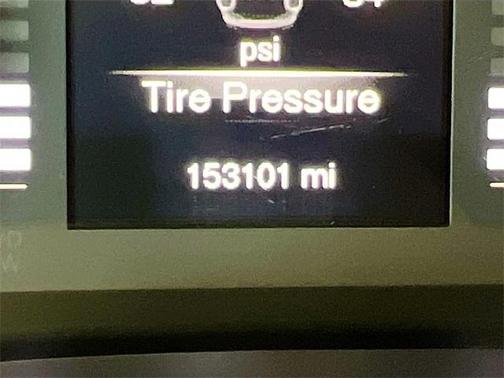 psi
Tire Pressure
153101 mi